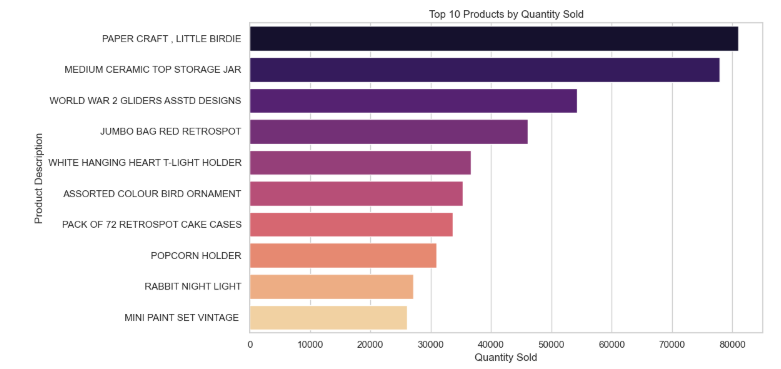 Top 10 Products by Quantity Sold
Product Description
PAPER CRAFT , LITTLE BIRDIE
MEDIUM CERAMIC TOP STORAGE JAR
WORLD WAR 2 GLIDERS ASSTD DESIGNS
JUMBO BAG RED RETROSPOT
WHITE HANGING HEART T-LIGHT HOLDER
ASSORTED COLOUR BIRD ORNAMENT
PACK OF 72 RETROSPOT CAKE CASES
POPCORN HOLDER
RABBIT NIGHT LIGHT
MINI PAINT SET VINTAGE
0 10000 20000 30000 40000 50000 60000 70000 80000
Quantity Sold